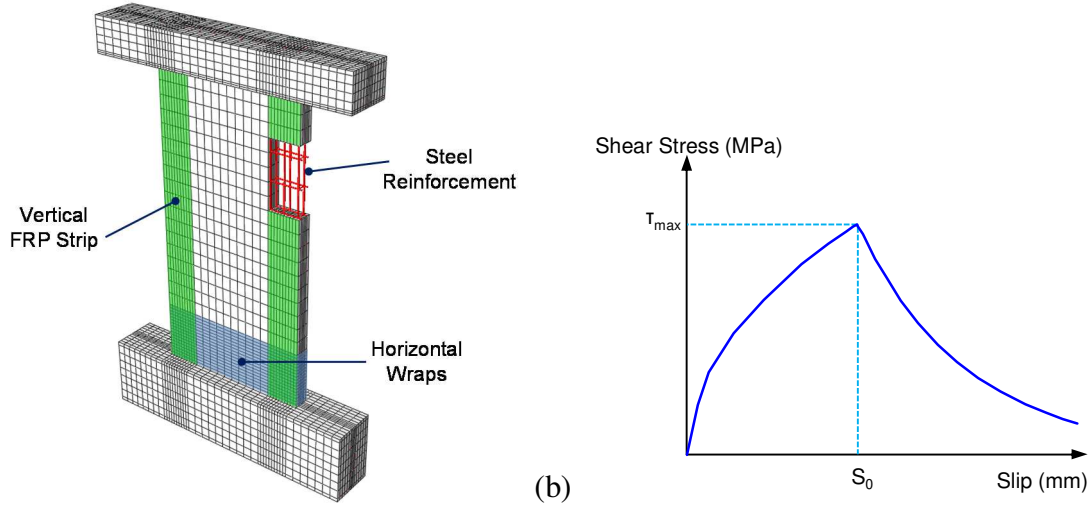 Steel
Reinforcement
Vertical
FRP Strip
Horizontal
Wraps
(b)
Shear Stress (MPa)
τmax
S0
Slip (mm)